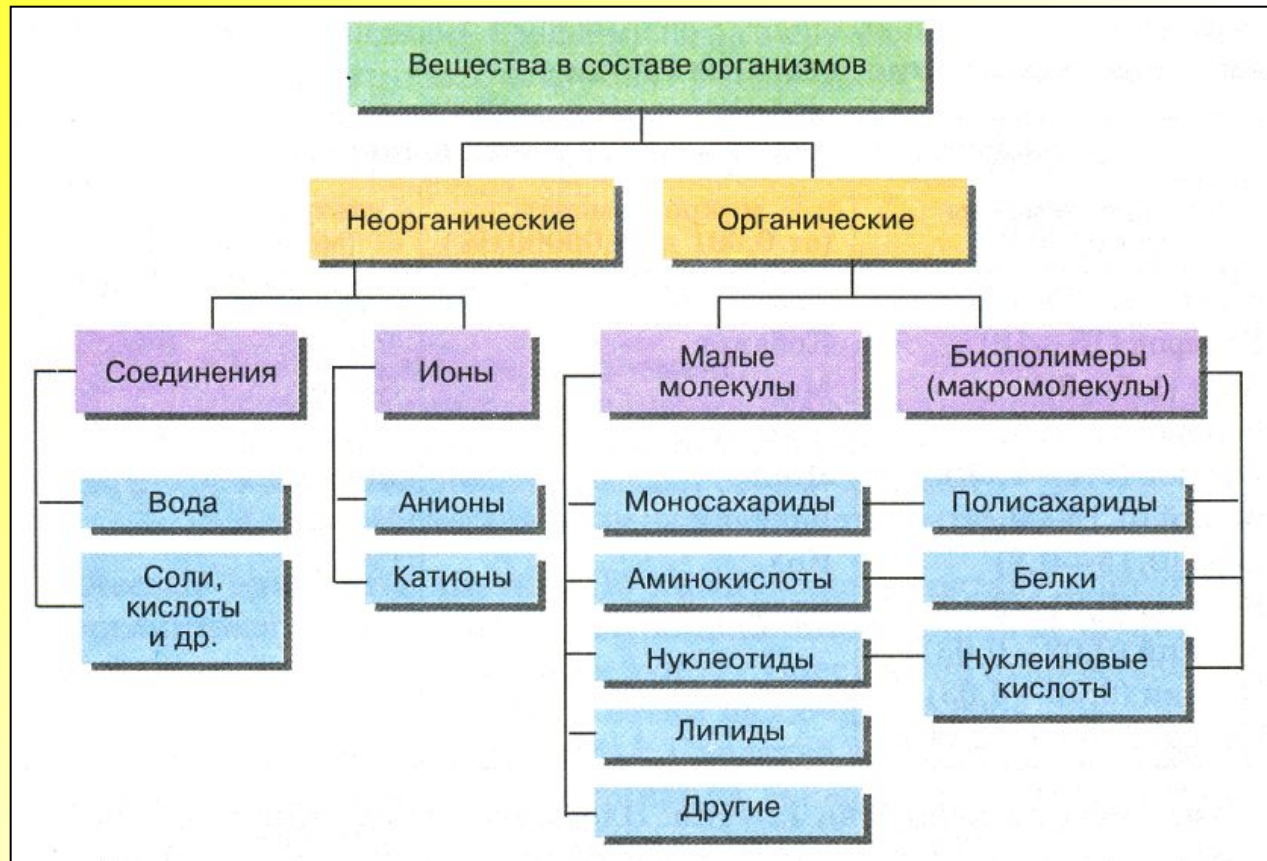 Вещества в составе организмов
Неорганические
Органические
Соединения
Ионы
Малые
молекулы
Биополимеры
(макромолекулы)
Вода
Анионы
Моносахариды
Полисахариды
Соли,
кислоты
и др.
Катионы
Аминокислоты
Белки
Нуклеотиды
Нуклеиновые
кислоты
Липиды
Другие